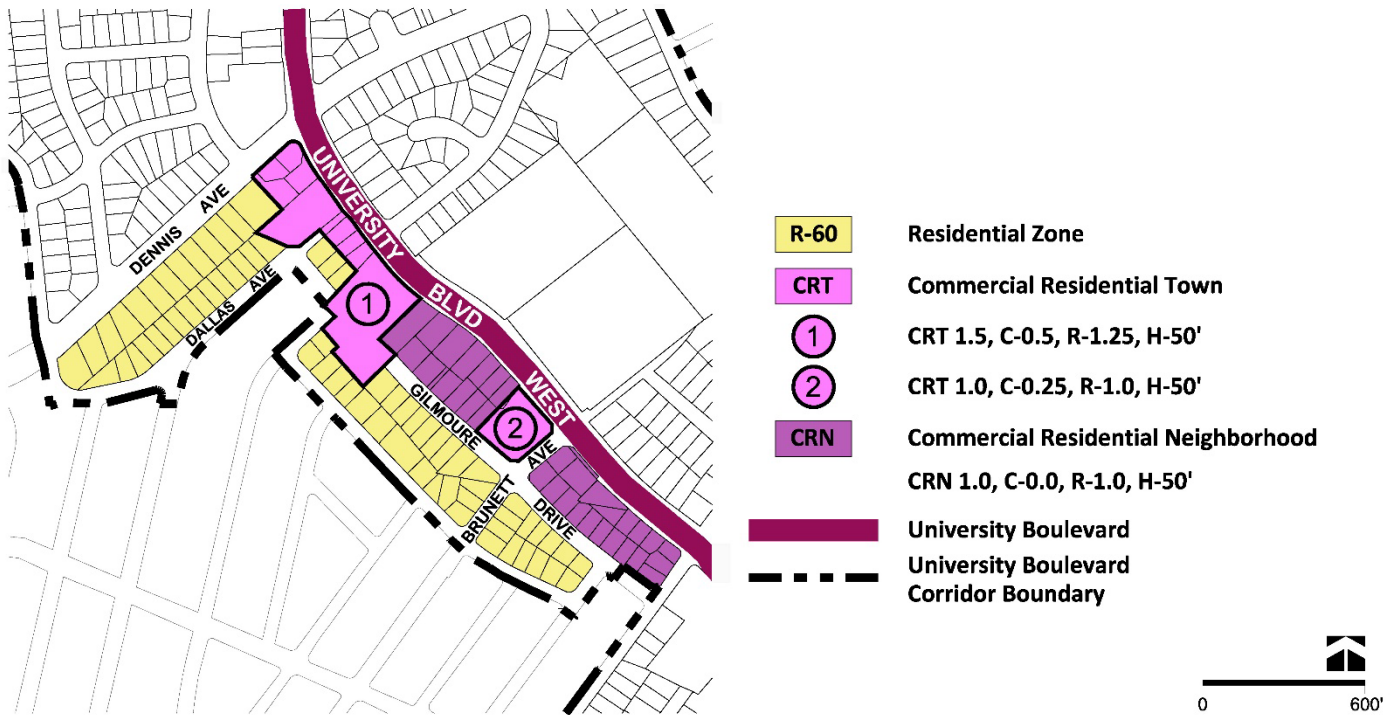 DENNIS AVE
DALLAS AVE
UNIVERSITY BLVD WEST
GILMOURE DRIVE
BRUNETT AVE
1
2
R-60 Residential Zone
CRT Commercial Residential Town
1 CRT 1.5, C-0.5, R-1.25, H-50'
2 CRT 1.0, C-0.25, R-1.0, H-50'
CRN Commercial Residential Neighborhood
CRN 1.0, C-0.0, R-1.0, H-50'
University Boulevard
University Boulevard
Corridor Boundary
0 600'